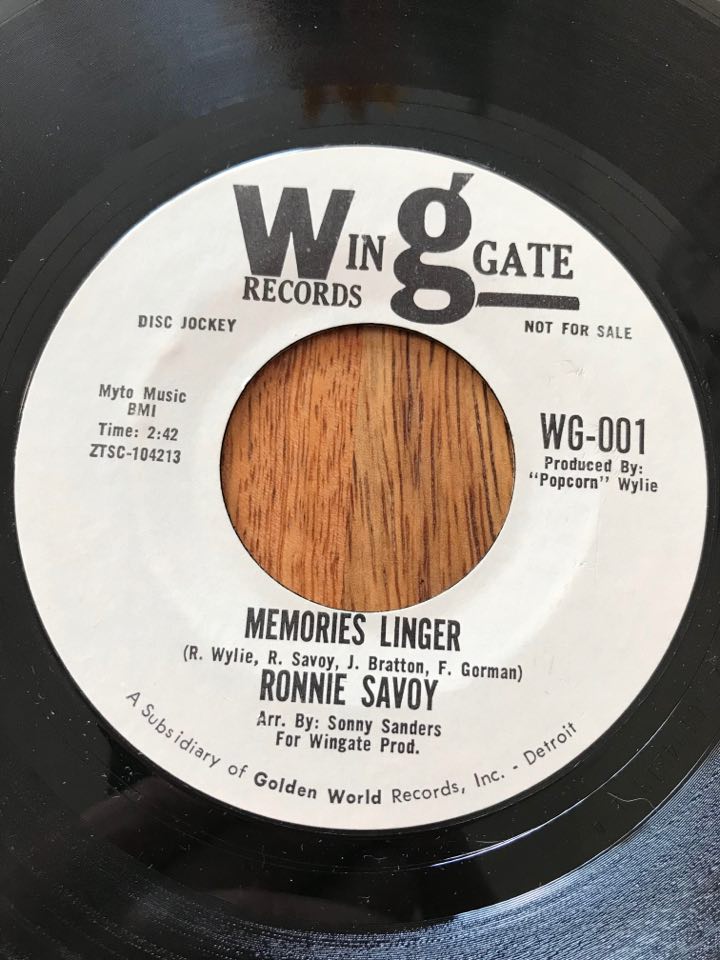 WinGGATE
RECORDS
DISC JOCKEY
NOT FOR SALE
Myto Music
BMI
Time: 2:42
ZTSC-104213
WG-001
Produced By:
"Popcorn" Wylie
MEMORIES LINGER
(R. Wylie, R. Savoy, J. Bratton, F. Gorman)
RONNIE SAVOY
Arr. By: Sonny Sanders
For Wingate Prod.
A Subsidiary of Golden World Records, Inc. - Detroit